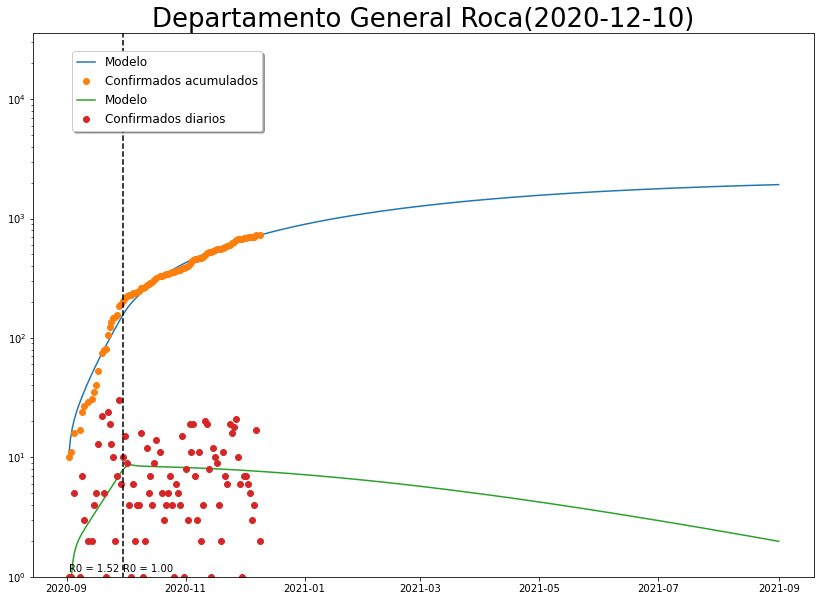 Departamento General Roca(2020-12-10)
Modelo
Confirmados acumulados
Modelo
Confirmados diarios
10^4
10^3
10^2
10^1
10^0
R0 = 1.52 R0 = 1.00
2020-09 2020-11 2021-01 2021-03 2021-05 2021-07 2021-09